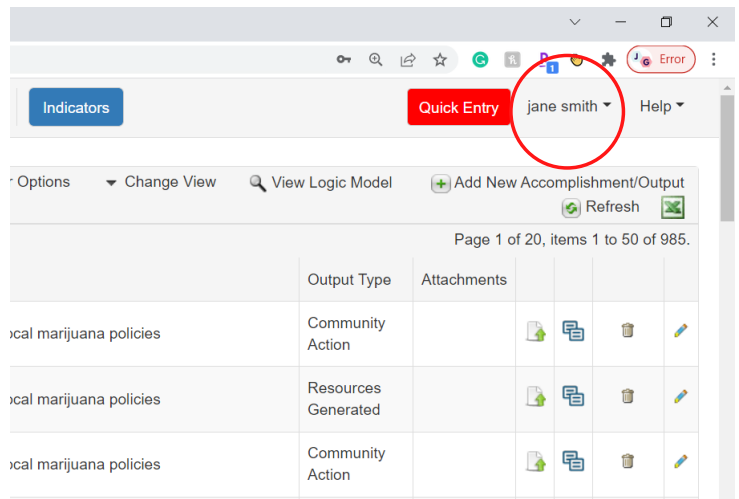 Error
Indicators
Quick Entry
jane smith
Help
Options
Change View
View Logic Model
Add New Accomplishment/Output
Refresh
Page 1 of 20, items 1 to 50 of 985.
Output Type
Attachments
ocal marijuana policies
Community
Action
ocal marijuana policies
Resources
Generated
ocal marijuana policies
Community
Action